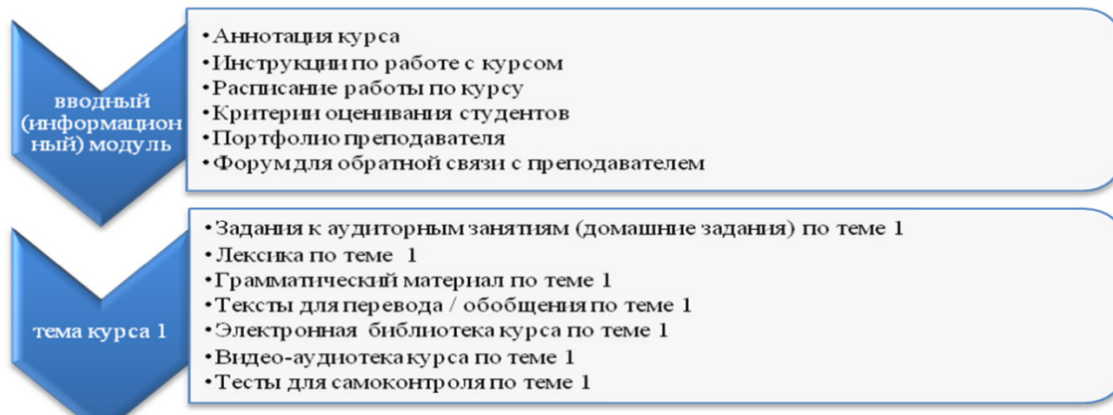 вводный
(информацион
ный) модуль
•Аннотация курса
•Инструкции по работе с курсом
•Расписание работы по курсу
•Критерии оценивания студентов
•Портфолио преподавателя
•Форум для обратной связи с преподавателем
тема курса 1
•Задания к аудиторным занятиям (домашние задания) по теме 1
•Лексика по теме 1
•Грамматический материал по теме 1
•Тексты для перевода / обобщения по теме 1
•Электронная библиотека курса по теме 1
•Видео-аудиотека курса по теме 1
•Тесты для самоконтроля по теме 1